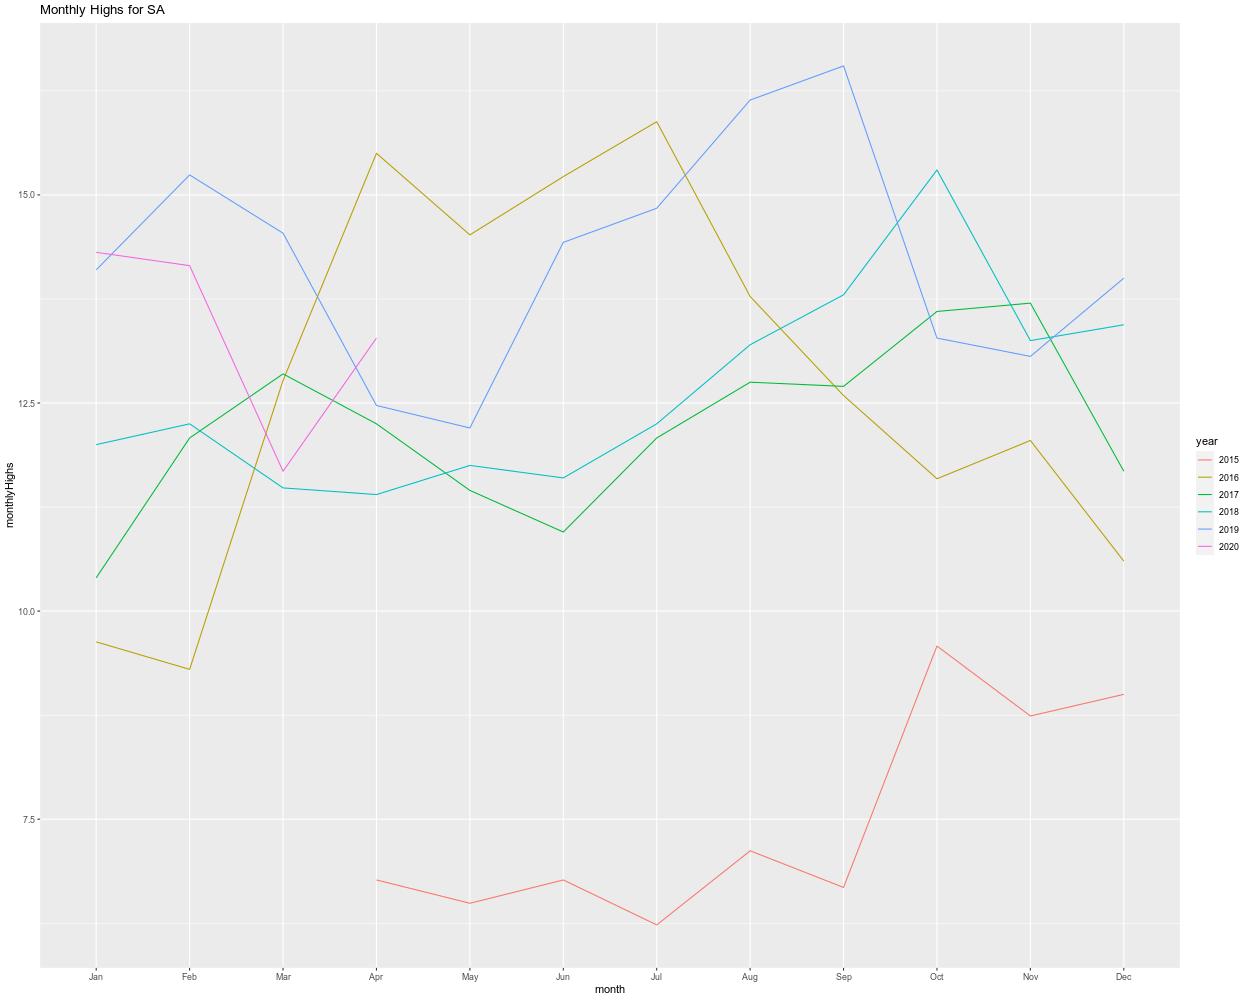 Monthly Highs for SA
monthlyHighs
15.0
12.5
10.0
7.5
Jan Feb Mar Apr May Jun Jul Aug Sep Oct Nov Dec
month
year
2015
2016
2017
2018
2019
2020